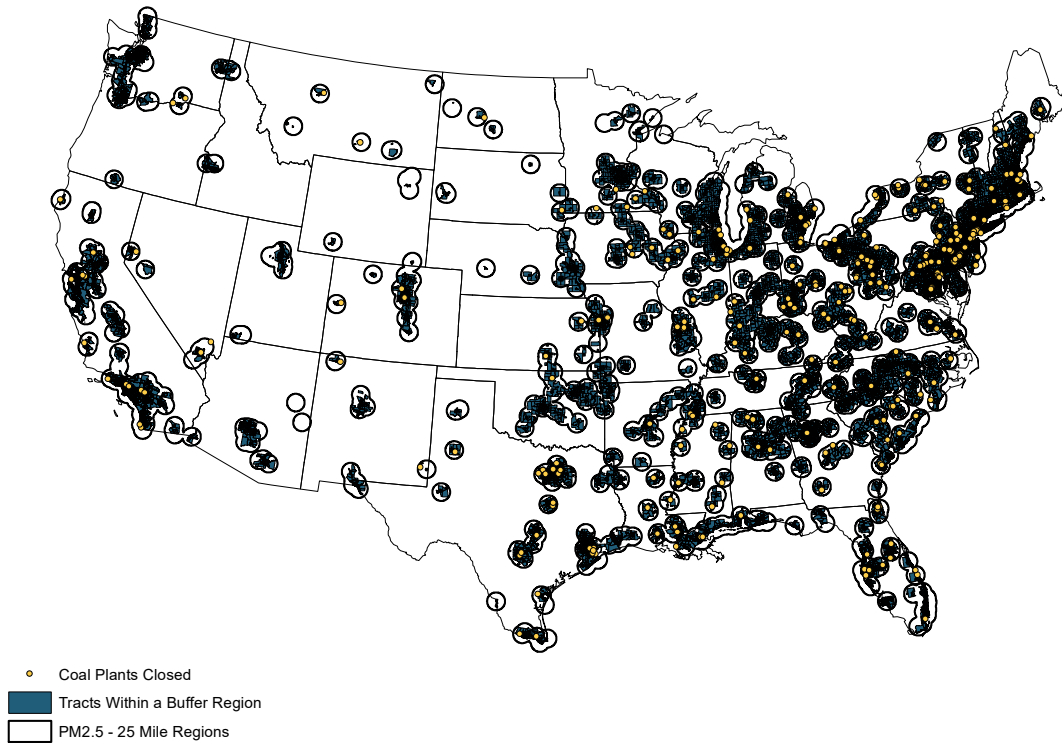 Coal Plants Closed
Tracts Within a Buffer Region
PM2.5 - 25 Mile Regions